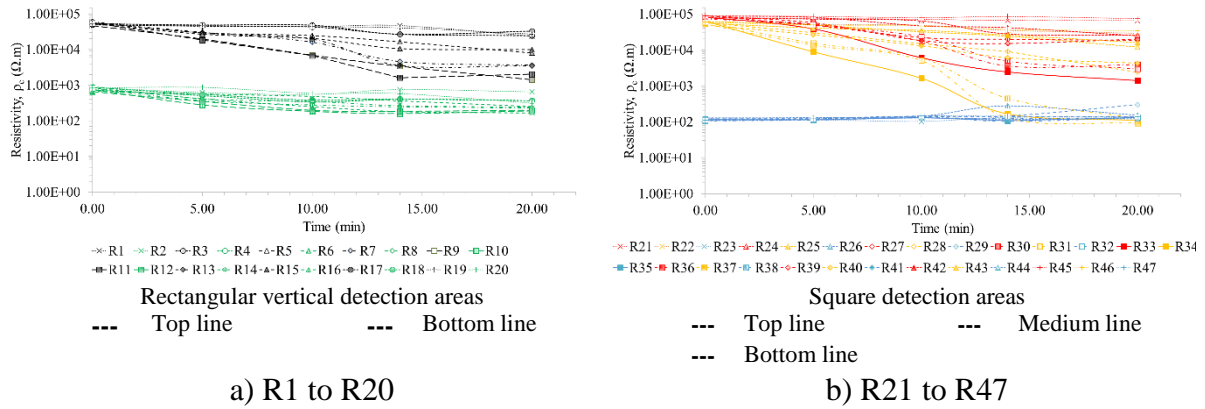 1.00E+05
1.00E+04
1.00E+03
1.00E+02
1.00E+01
1.00E+00
Resistivity, ρc (Ω.m)
0.00 5.00 10.00 15.00 20.00
Time (min)
R1 R2 R3 R4 R5 R6 R7 R8 R9 R10
R11 R12 R13 R14 R15 R16 R17 R18 R19 R20
Rectangular vertical detection areas
Top line Bottom line
a) R1 to R20
1.00E+05
1.00E+04
1.00E+03
1.00E+02
1.00E+01
1.00E+00
Resistivity, ρc (Ω.m)
0.00 5.00 10.00 15.00 20.00
Time (min)
R21 R22 R23 R24 R25 R26 R27 R28 R29 R30 R31 R32 R33 R34
R35 R36 R37 R38 R39 R40 R41 R42 R43 R44 R45 R46 R47
Square detection areas
Top line Medium line
Bottom line
b) R21 to R47